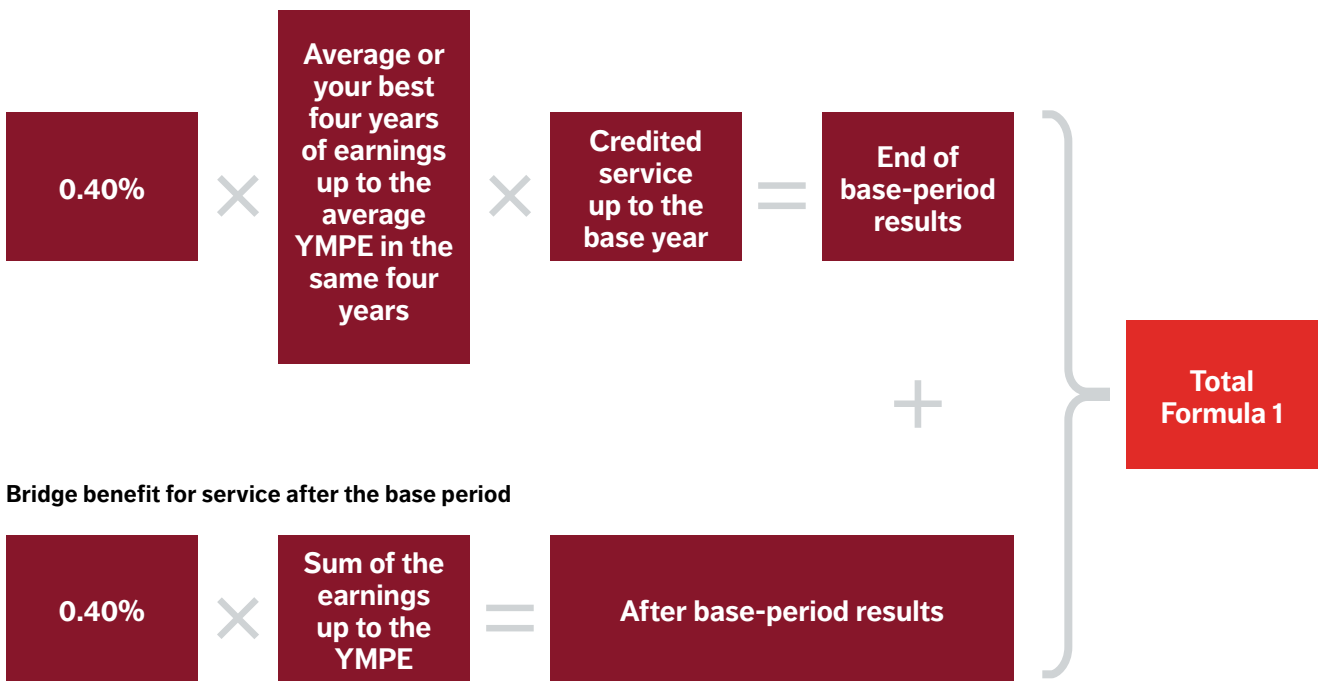 0.40%
×
Average or
your best
four years
of earnings
up to the
average
YMPE in the
same four
years
×
Credited
service
up to the
base year
=
End of
base-period
results
+
Total
Formula 1
Bridge benefit for service after the base period
0.40%
×
Sum of the
earnings
up to the
YMPE
=
After base-period results